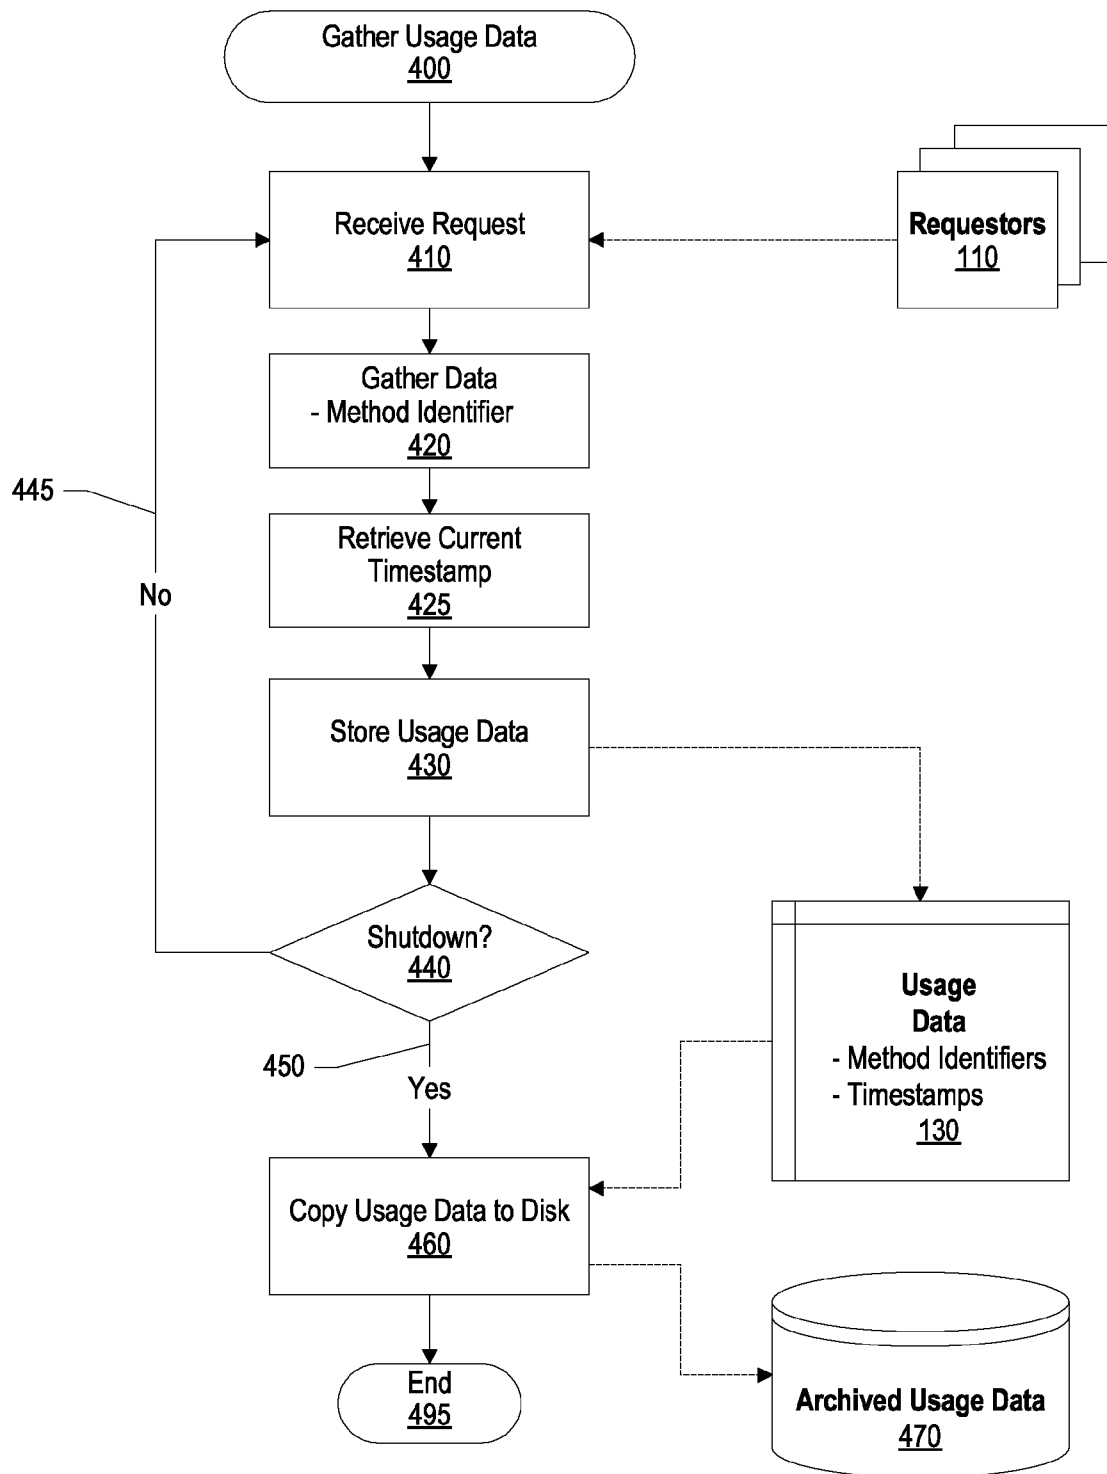 Gather Usage Data
400
Receive Request
410
Requestors
110
Gather Data
- Method Identifier
420
445
Retrieve Current
Timestamp
425
No
Store Usage Data
430
Shutdown?
440
Usage
Data
- Method Identifiers
- Timestamps
130
450
Yes
Copy Usage Data to Disk
460
End
495
Archived Usage Data
470